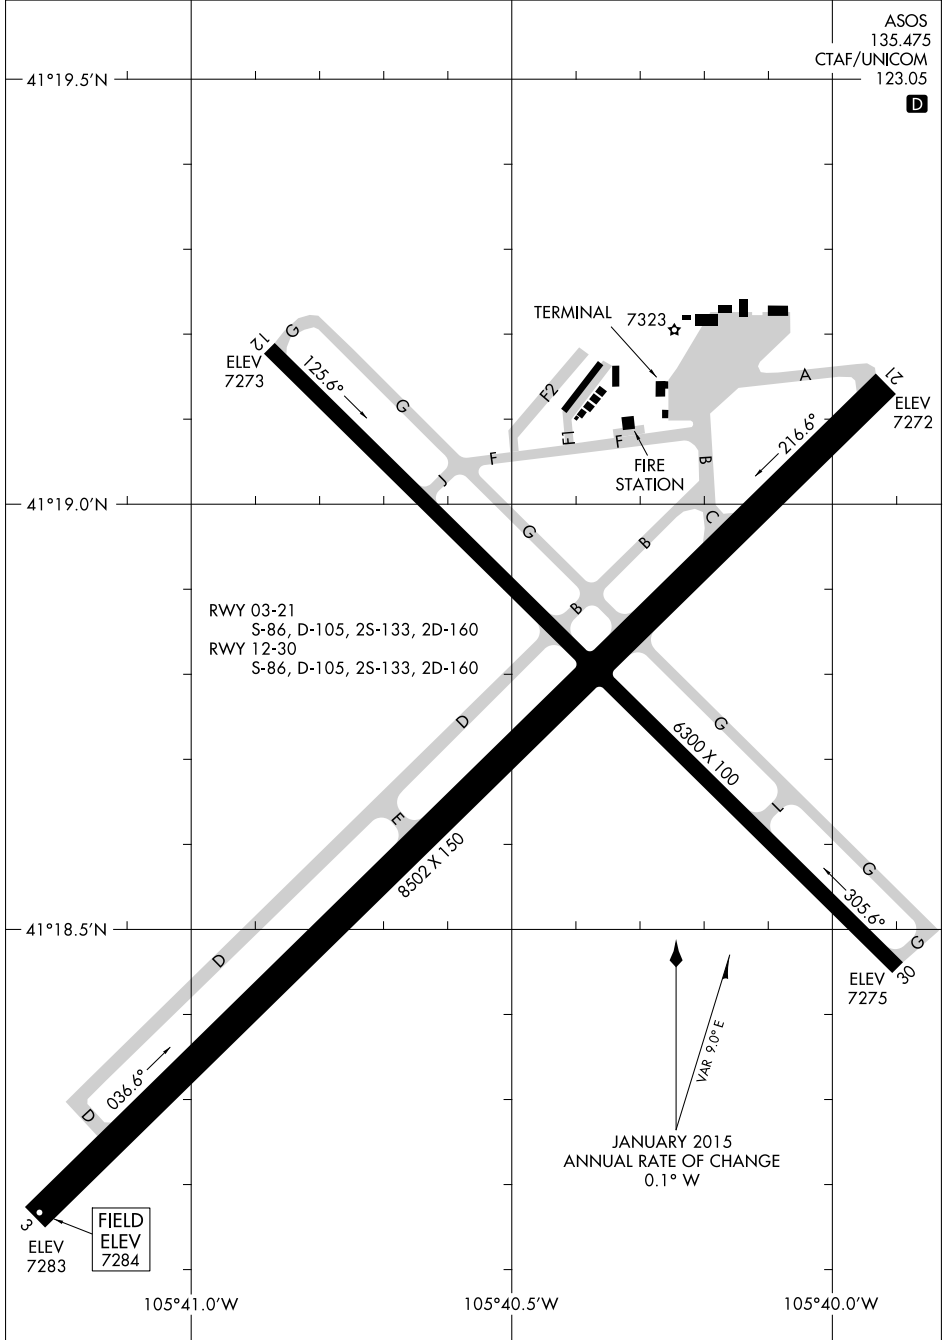 ASOS
135.475
CTAF/UNICOM
123.05
D
41°19.5'N
TERMINAL
7323
12
G
ELEV
7273
125.6°
G
F2
F1
F
F
FIRE
STATION
A
21
ELEV
7272
216.6°
B
J
41°19.0'N
G
C
B
B
RWY 03-21
S-86, D-105, 2S-133, 2D-160
RWY 12-30
S-86, D-105, 2S-133, 2D-160
D
G
6300 X 100
E
L
8502 X 150
G
305.6°
41°18.5'N
D
G
30
ELEV
7275
VAR 9.0° E
036.6°
D
JANUARY 2015
ANNUAL RATE OF CHANGE
0.1° W
3
ELEV
7283
FIELD
ELEV
7284
105°41.0'W
105°40.5'W
105°40.0'W